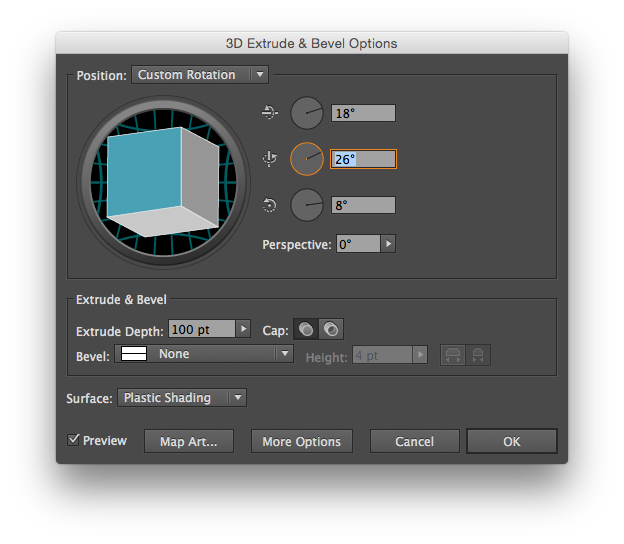 3D Extrude & Bevel Options
Position: Custom Rotation
18°
26°
8°
Perspective: 0°
Extrude & Bevel
Extrude Depth: 100 pt Cap:
Bevel: None Height: 4 pt
Surface: Plastic Shading
Preview Map Art... More Options Cancel OK